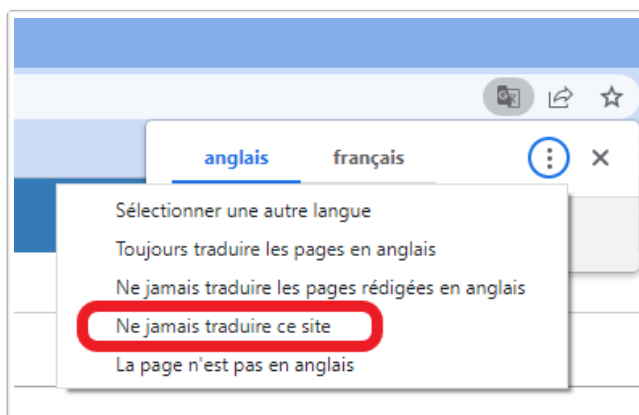 anglais français
Sélectionner une autre langue
Toujours traduire les pages en anglais
Ne jamais traduire les pages rédigées en anglais
Ne jamais traduire ce site
La page n'est pas en anglais